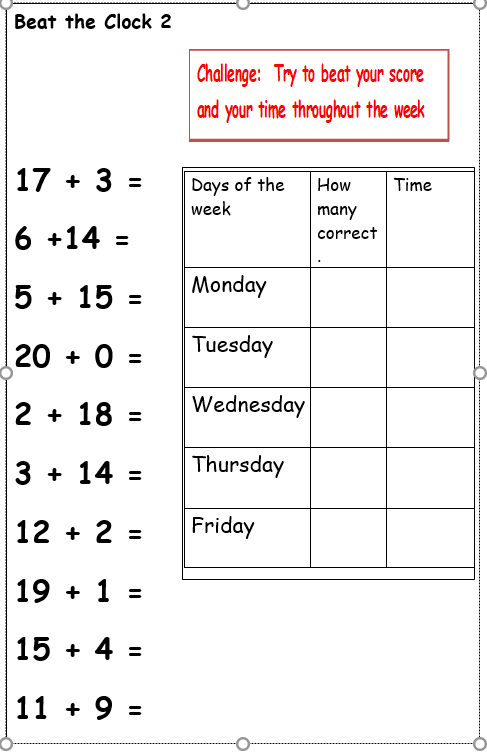 Beat the Clock 2
Challenge: Try to beat your score
and your time throughout the week
17 + 3 =
6 +14 =
5 + 15 =
20 + 0 =
2 + 18 =
3 + 14 =
12 + 2 =
19 + 1 =
15 + 4 =
11 + 9 =
Days of the
week
How
many
correct
.
Time
Monday
Tuesday
Wednesday
Thursday
Friday